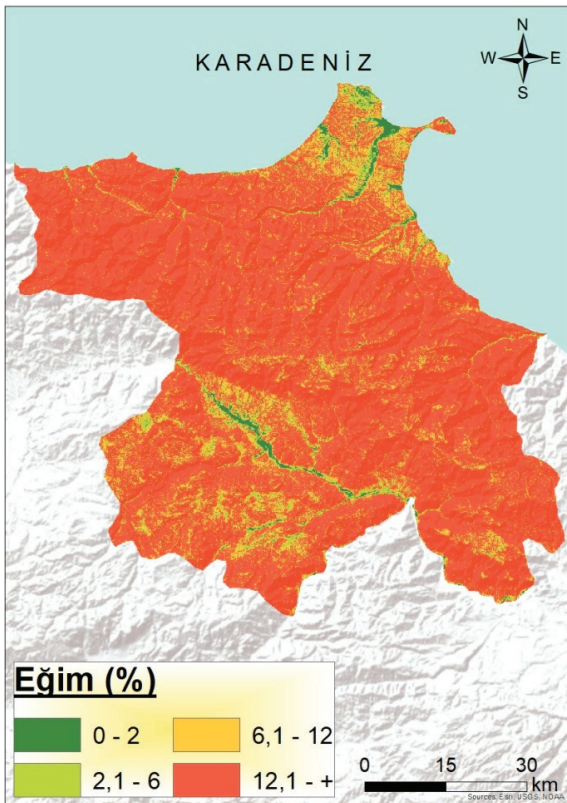 N
KARADENİZ
W E
S
Eğim (%)
0 - 2
6,1 - 12
2,1 - 6
12,1 - +
0 15 30
km
Sources: Esri, USGS, NOAA